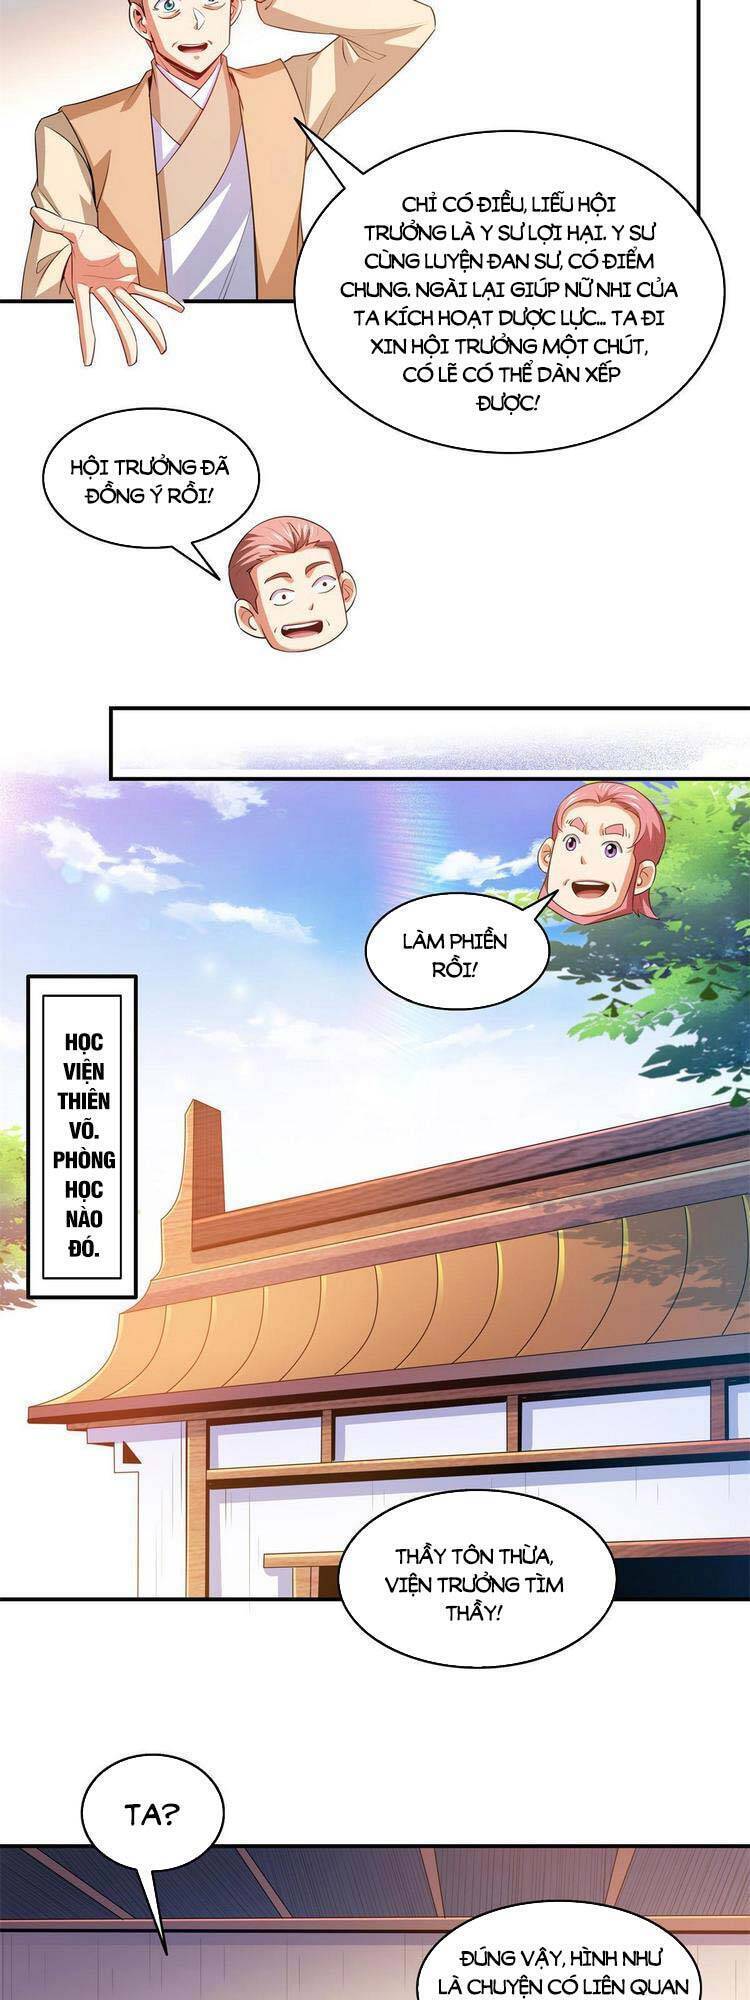 CHỈ CÓ ĐIỀU, LIỄU HỘI
TRƯỞNG LÀ Y SƯ LỢI HẠI. Y SƯ
CÙNG LUYỆN ĐAN SƯ, CÓ ĐIỂM
CHUNG. NGÀI LẠI GIÚP NỮ NHI CỦA
TA KÍCH HOẠT DƯỢC LỰC... TA ĐI
XIN HỘI TRƯỞNG MỘT CHÚT,
CÓ LẼ CÓ THỂ DÀN XẾP
ĐƯỢC!
HỘI TRƯỞNG ĐÃ
ĐỒNG Ý RỒI!
LÀM PHIỀN
RỒI!
HỌC
VIỆN
THIÊN
VÕ.
PHÒNG
HỌC
NÀO
ĐÓ.
THẦY TÔN THỪA,
VIỆN TRƯỞNG TÌM
THẦY!
TA?
ĐÚNG VẬY, HÌNH NHƯ
LÀ CHUYỆN CÓ LIÊN QUAN